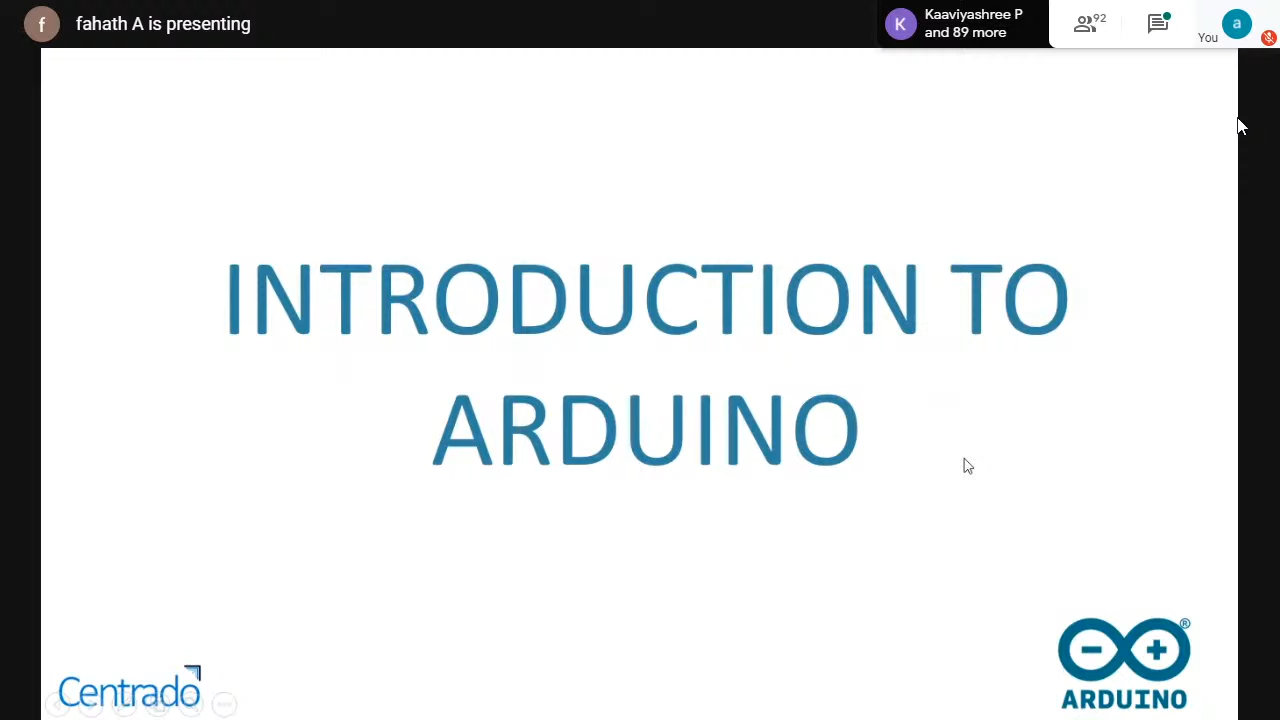 f
fahath A is presenting
K
Kaaviyashree P
and 89 more
92
You
a
INTRODUCTION TO
ARDUINO
Centrado
®
ARDUINO